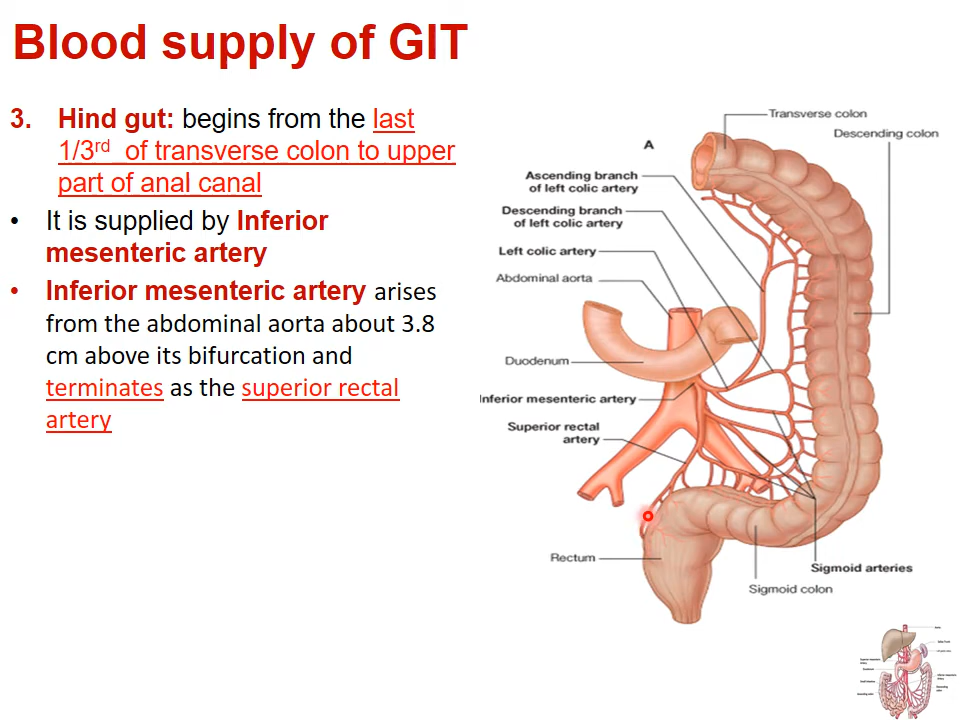 Blood supply of GIT
3. Hind gut: begins from the last
1/3rd of transverse colon to upper
part of anal canal
• It is supplied by Inferior
mesenteric artery
• Inferior mesenteric artery arises
from the abdominal aorta about 3.8
cm above its bifurcation and
terminates as the superior rectal
artery
Transverse colon
Descending colon
A
Ascending branch
of left colic artery
Descending branch
of left colic artery
Left colic artery
Abdominal aorta
Duodenum
Inferior mesenteric artery
Superior rectal
artery
Rectum
Sigmoid arteries
Sigmoid colon